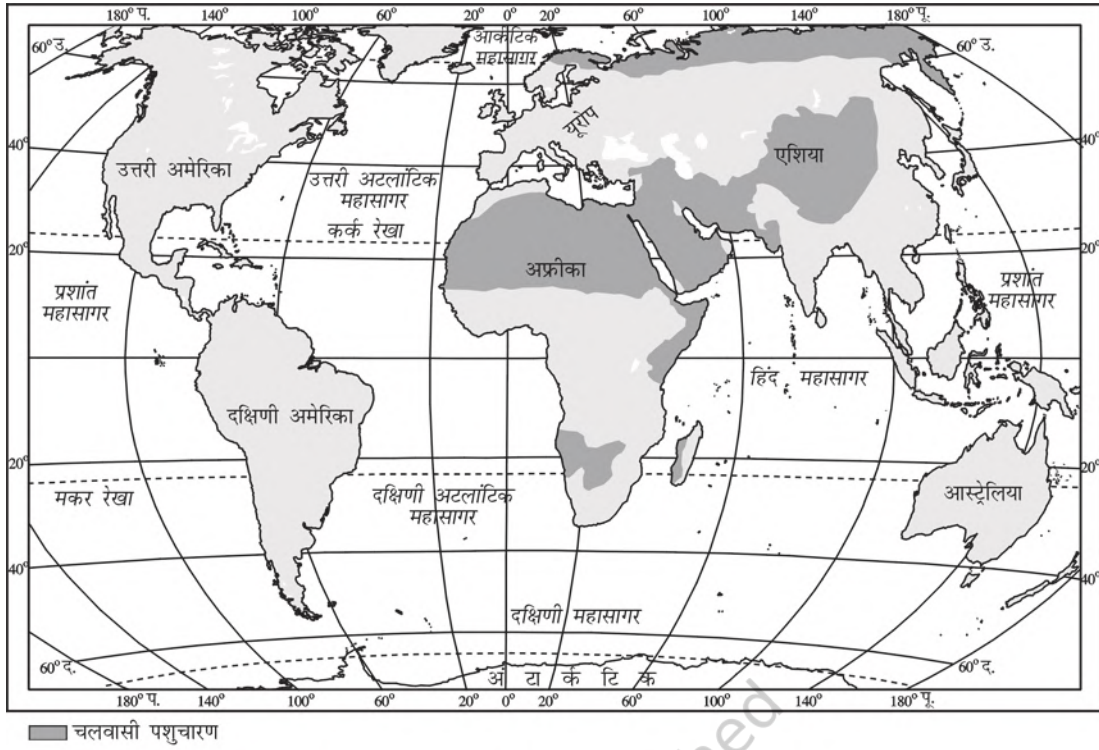 180° प. 140° 100° 60° 20° 0° 20° 60° 100° 140° 180° पू.
60° उ.
आर्कटिक
महासागर
60° उ.
यूरोप
40°
40°
एशिया
उत्तरी अमेरिका
उत्तरी अटलांटिक
महासागर
कर्क रेखा
20°
20°
अफ्रीका
प्रशांत
महासागर
प्रशांत
महासागर
0°
0°
हिंद महासागर
दक्षिणी अमेरिका
20°
20°
मकर रेखा
दक्षिणी अटलांटिक
महासागर
आस्ट्रेलिया
40°
40°
दक्षिणी महासागर
60° द.
60° द.
अं टा र्क टि क
180° प. 140° 100° 60° 20° 0° 20° 60° 100° 140° 180° पू.
चलवासी पशुचारण